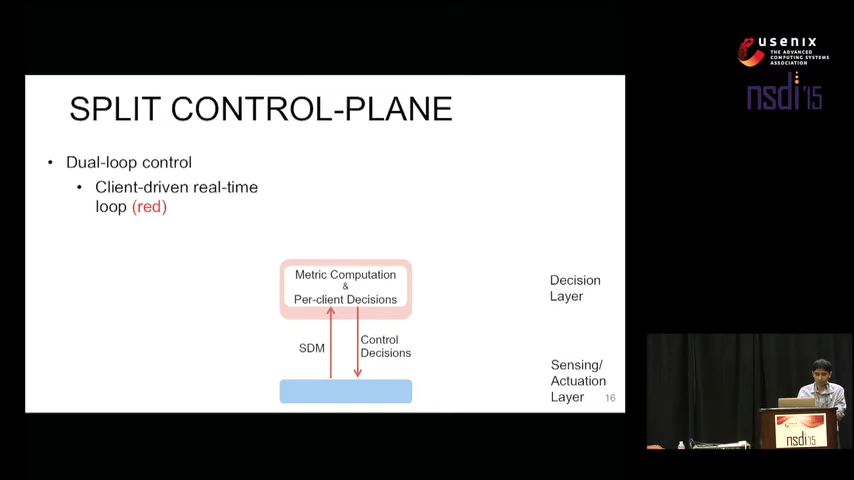 usenix
THE ADVANCED
COMPUTING SYSTEMS
ASSOCIATION
nsdi '15
SPLIT CONTROL-PLANE
• Dual-loop control
• Client-driven real-time
loop (red)
Metric Computation
&
Per-client Decisions
Decision
Layer
SDM
Control
Decisions
Sensing/
Actuation
Layer
16
nsdi'15